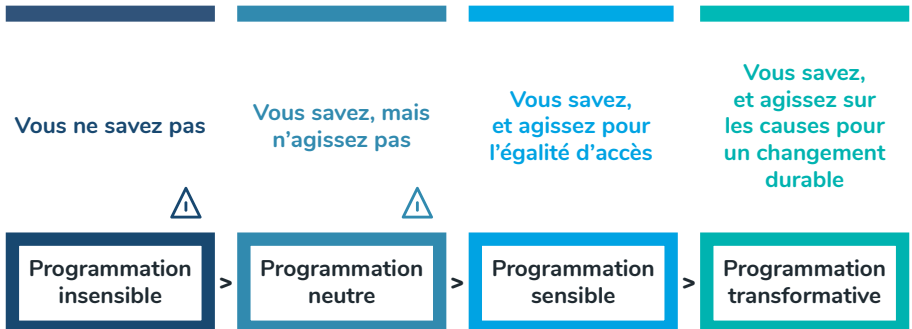 Vous ne savez pas
Vous savez, mais
n'agissez pas
Vous savez,
et agissez pour
l'égalité d'accès
Vous savez,
et agissez sur
les causes pour
un changement
durable
Programmation
insensible
>
Programmation
neutre
>
Programmation
sensible
>
Programmation
transformative